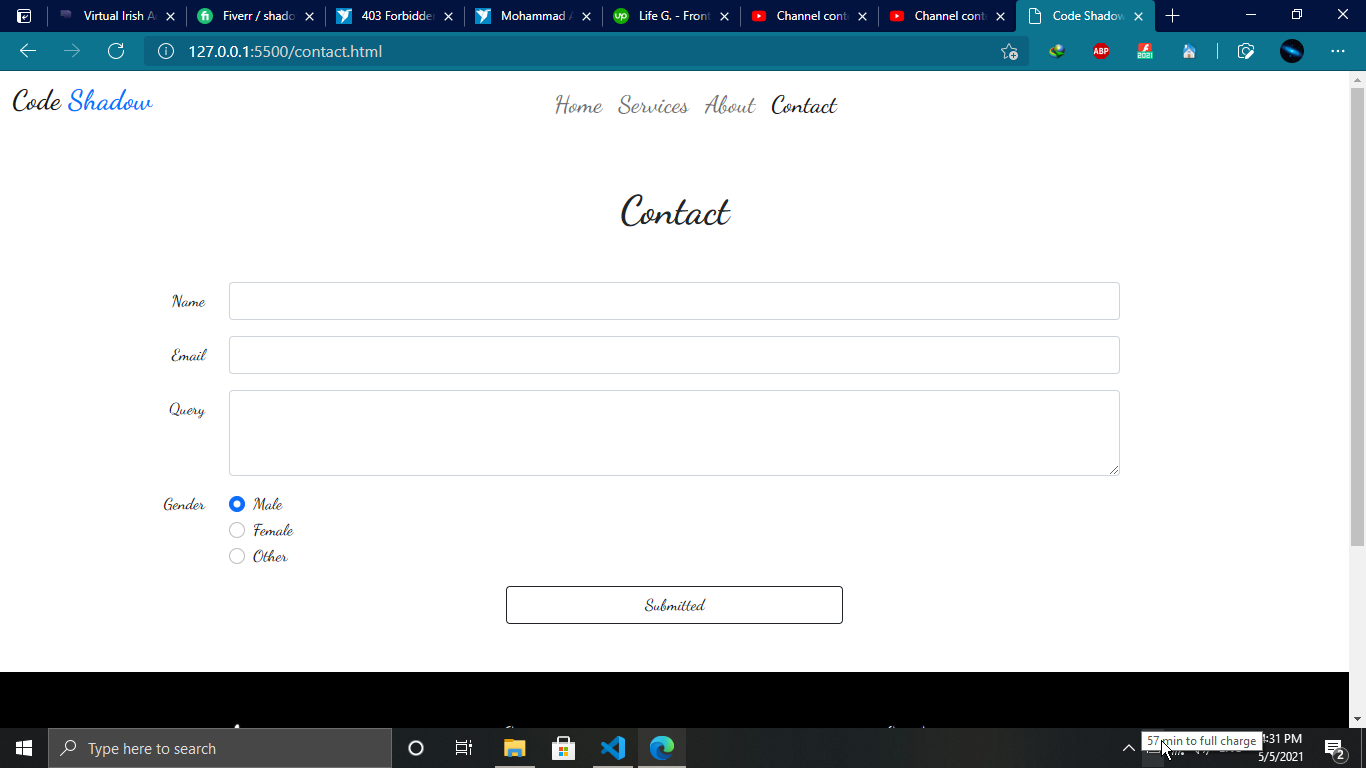 Virtual Irish A
Fiverr / shado
403 Forbidde
Mohammad
Life G. - Front
Channel cont
Channel cont
Code Shadow
127.0.0.1:5500/contact.html
ABP
2021
Code Shadow
Home Services About Contact
Contact
Name
Email
Query
Gender
Male
Female
Other
Submitted
Type here to search
57 min to full charge
:31 PM
5/5/2021
2